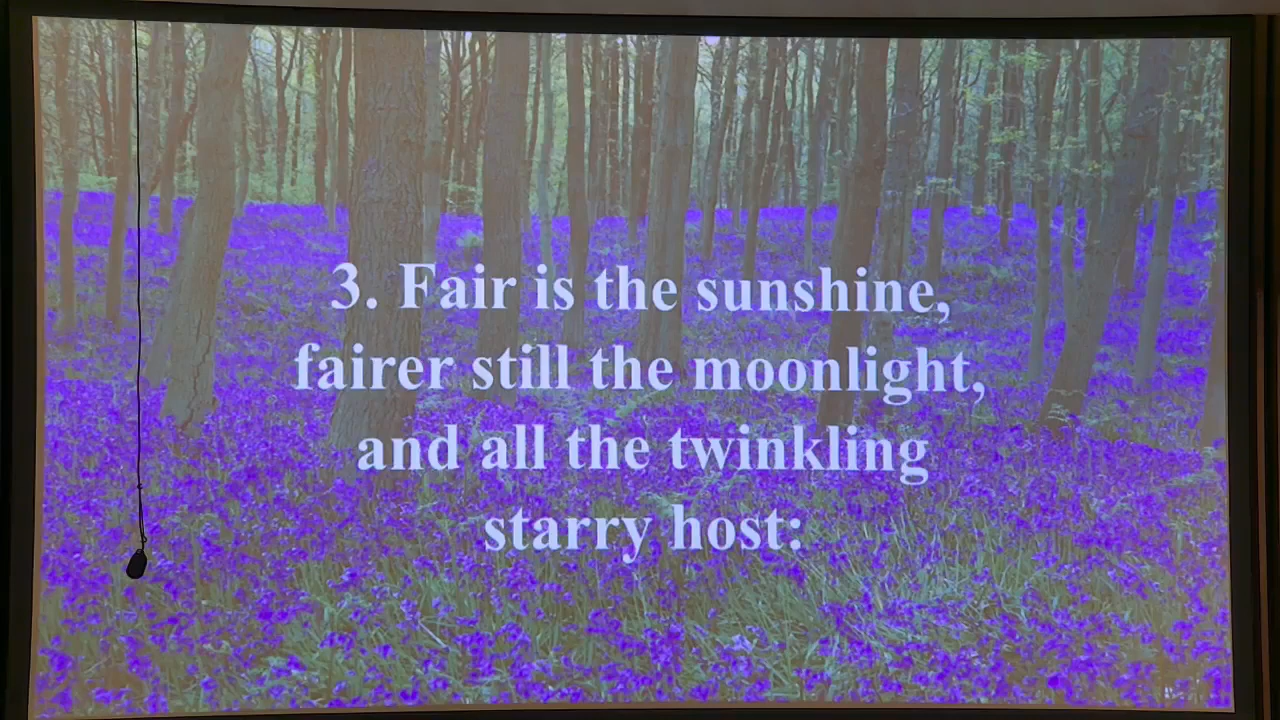 3. Fair is the sunshine,
fairer still the moonlight,
and all the twinkling
starry host: